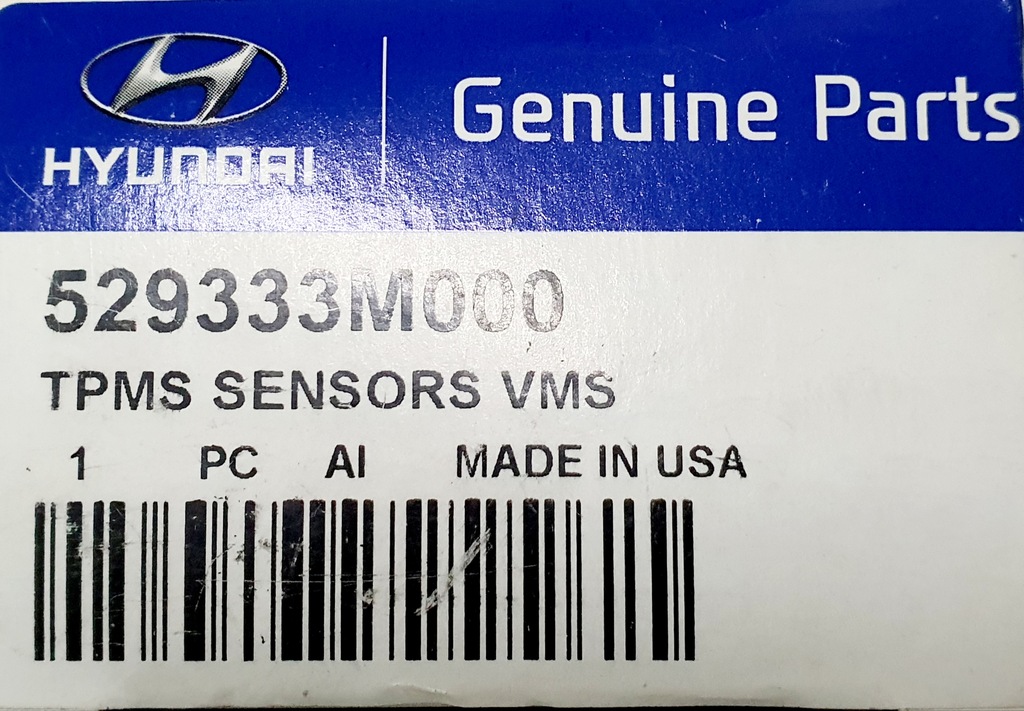 HYUNDAI
Genuine Parts
529333M000
TPMS SENSORS VMS
1 PC AI MADE IN USA